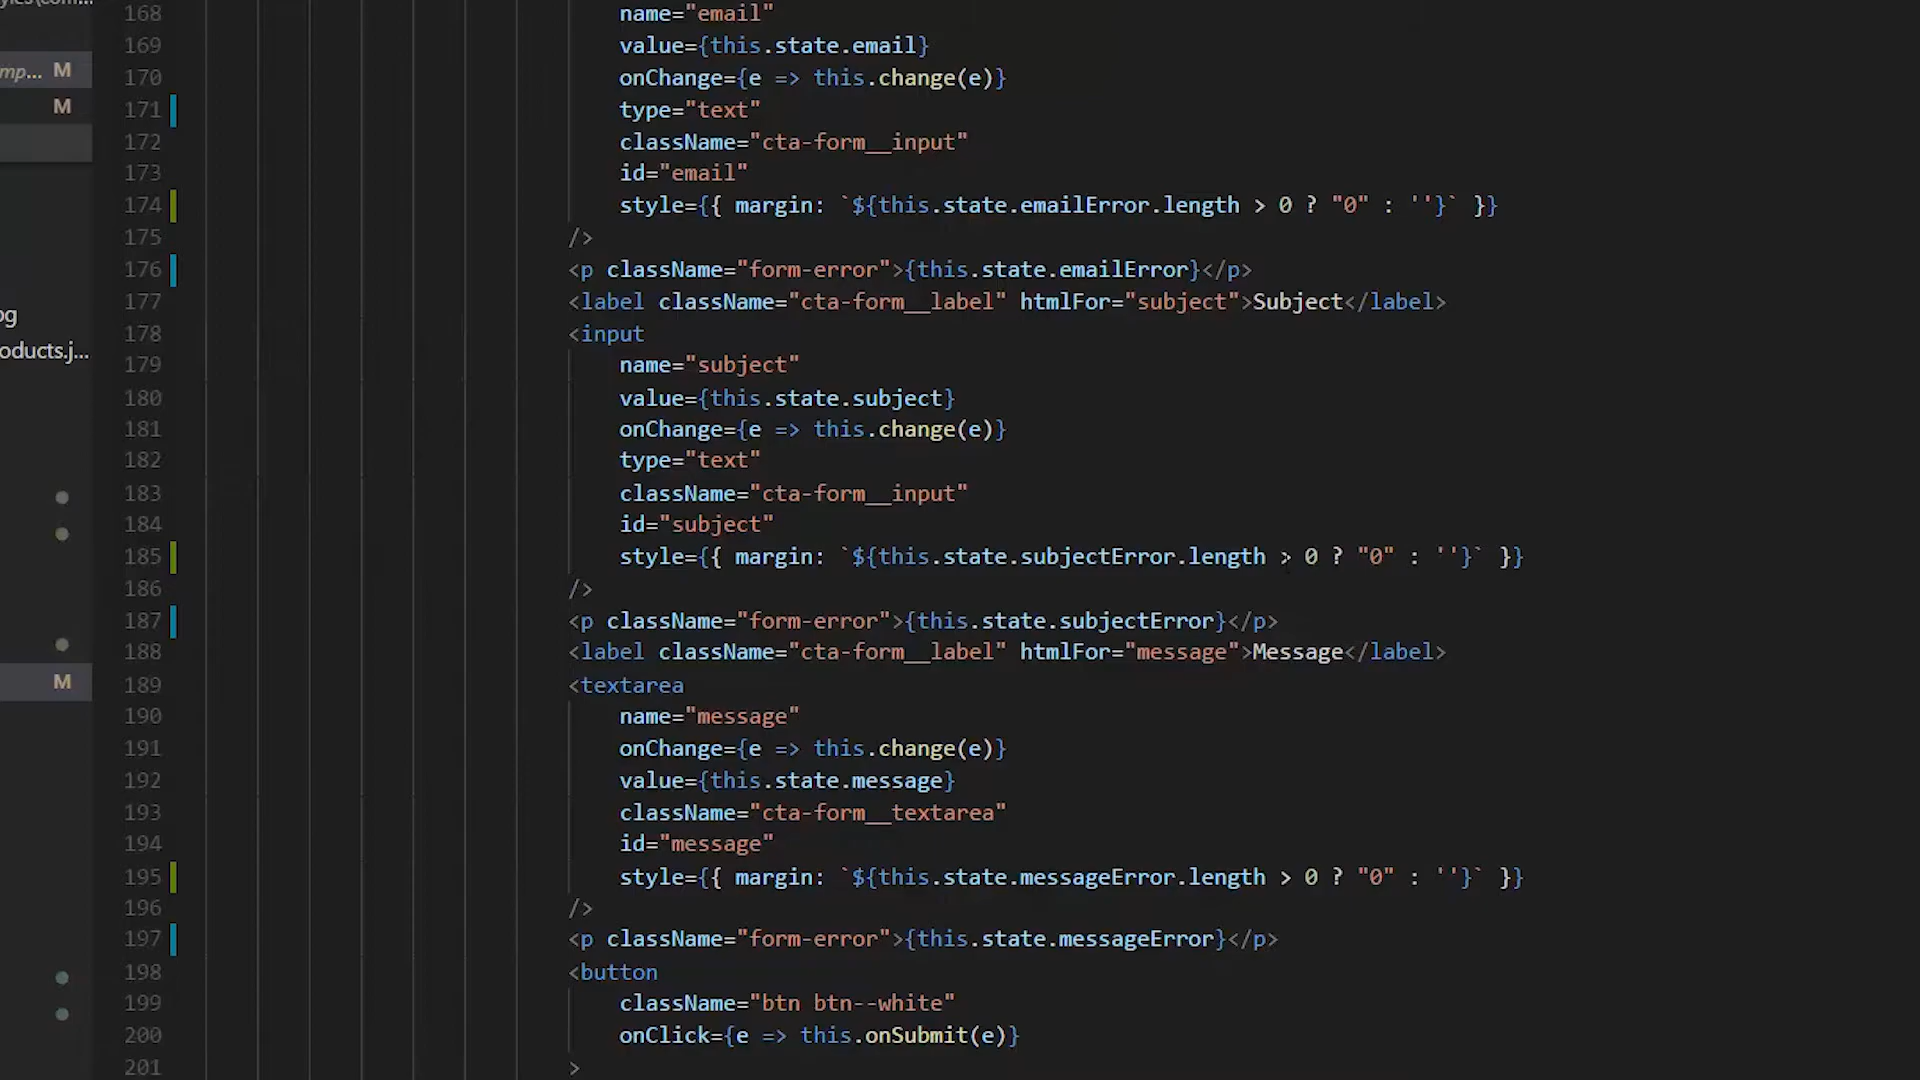 168 name="email"
169 value={this.state.email}
mp... M
170 onChange={e => this.change(e)}
M
171 type="text"
172 className="cta-form__input"
173 id="email"
174 style={{ margin: `${this.state.emailError.length > 0 ? "0" : ''}` }}
175 />
176 <p className="form-error">{this.state.emailError}</p>
177 <label className="cta-form__label" htmlFor="subject">Subject</label>
og
178 <input
oducts.j...
179 name="subject"
180 value={this.state.subject}
181 onChange={e => this.change(e)}
182 type="text"
183 className="cta-form__input"
184 id="subject"
185 style={{ margin: `${this.state.subjectError.length > 0 ? "0" : ''}` }}
186 />
187 <p className="form-error">{this.state.subjectError}</p>
188 <label className="cta-form__label" htmlFor="message">Message</label>
M
189 <textarea
190 name="message"
191 onChange={e => this.change(e)}
192 value={this.state.message}
193 className="cta-form__textarea"
194 id="message"
195 style={{ margin: `${this.state.messageError.length > 0 ? "0" : ''}` }}
196 />
197 <p className="form-error">{this.state.messageError}</p>
198 <button
199 className="btn btn--white"
200 onClick={e => this.onSubmit(e)}
201 >